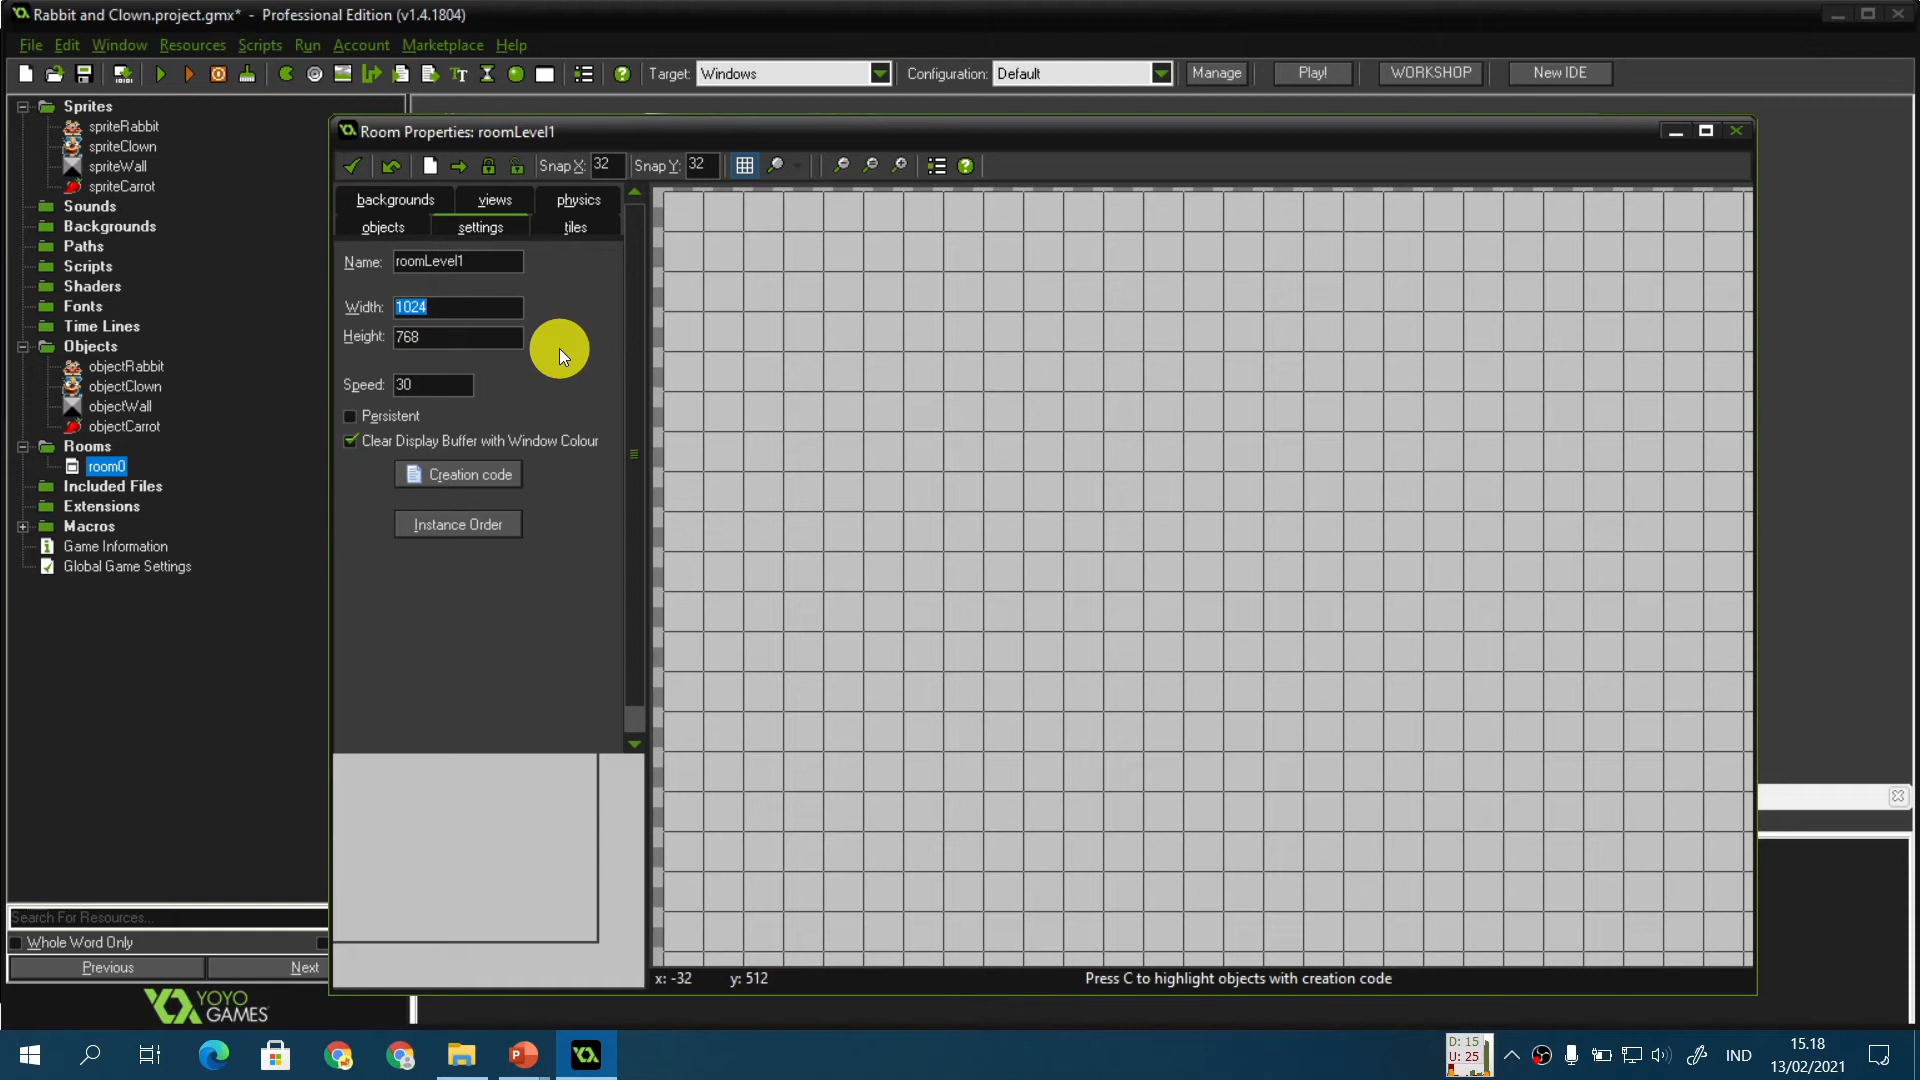 Rabbit and Clown.project.gmx* - Professional Edition (v1.4.1804)
File Edit Window Resources Scripts Run Account Marketplace Help
Target: Windows Configuration: Default Manage Play! WORKSHOP New IDE
Sprites
spriteRabbit
spriteClown
spriteWall
spriteCarrot
Sounds
Backgrounds
Paths
Scripts
Shaders
Fonts
Time Lines
Objects
objectRabbit
objectClown
objectWall
objectCarrot
Rooms
room0
Included Files
Extensions
Macros
Game Information
Global Game Settings
Search For Resources...
Whole Word Only
Previous Next
YOYO
GAMES
Room Properties: roomLevel1
Snap X: 32 Snap Y: 32
backgrounds views physics
objects settings tiles
Name: roomLevel1
Width: 1024
Height: 768
Speed: 30
Persistent
Clear Display Buffer with Window Colour
Creation code
Instance Order
x: -32 y: 512 Press C to highlight objects with creation code
D: 15
U: 25
IND
15.18
13/02/2021